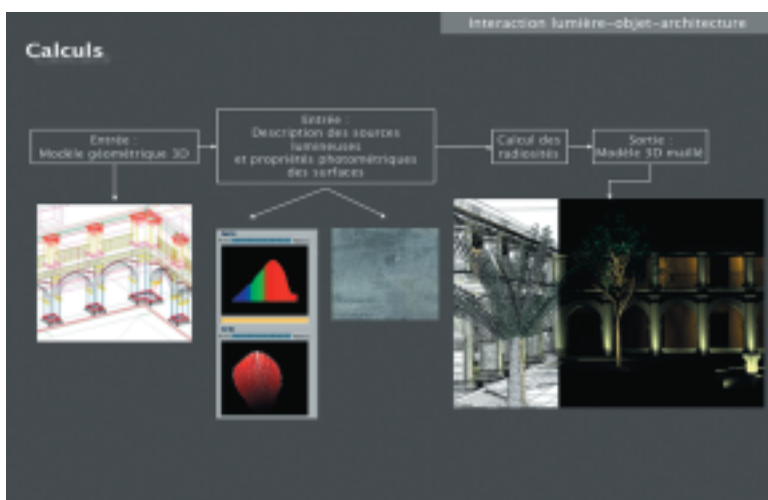 Interaction lumière-objet-architecture
Calculs
Entrée :
Modèle géométrique 3D
Entrée :
Description des sources
lumineuses
et propriétés photométriques
des surfaces
Calcul des
radiosités
Sortie :
Modèle 3D maillé